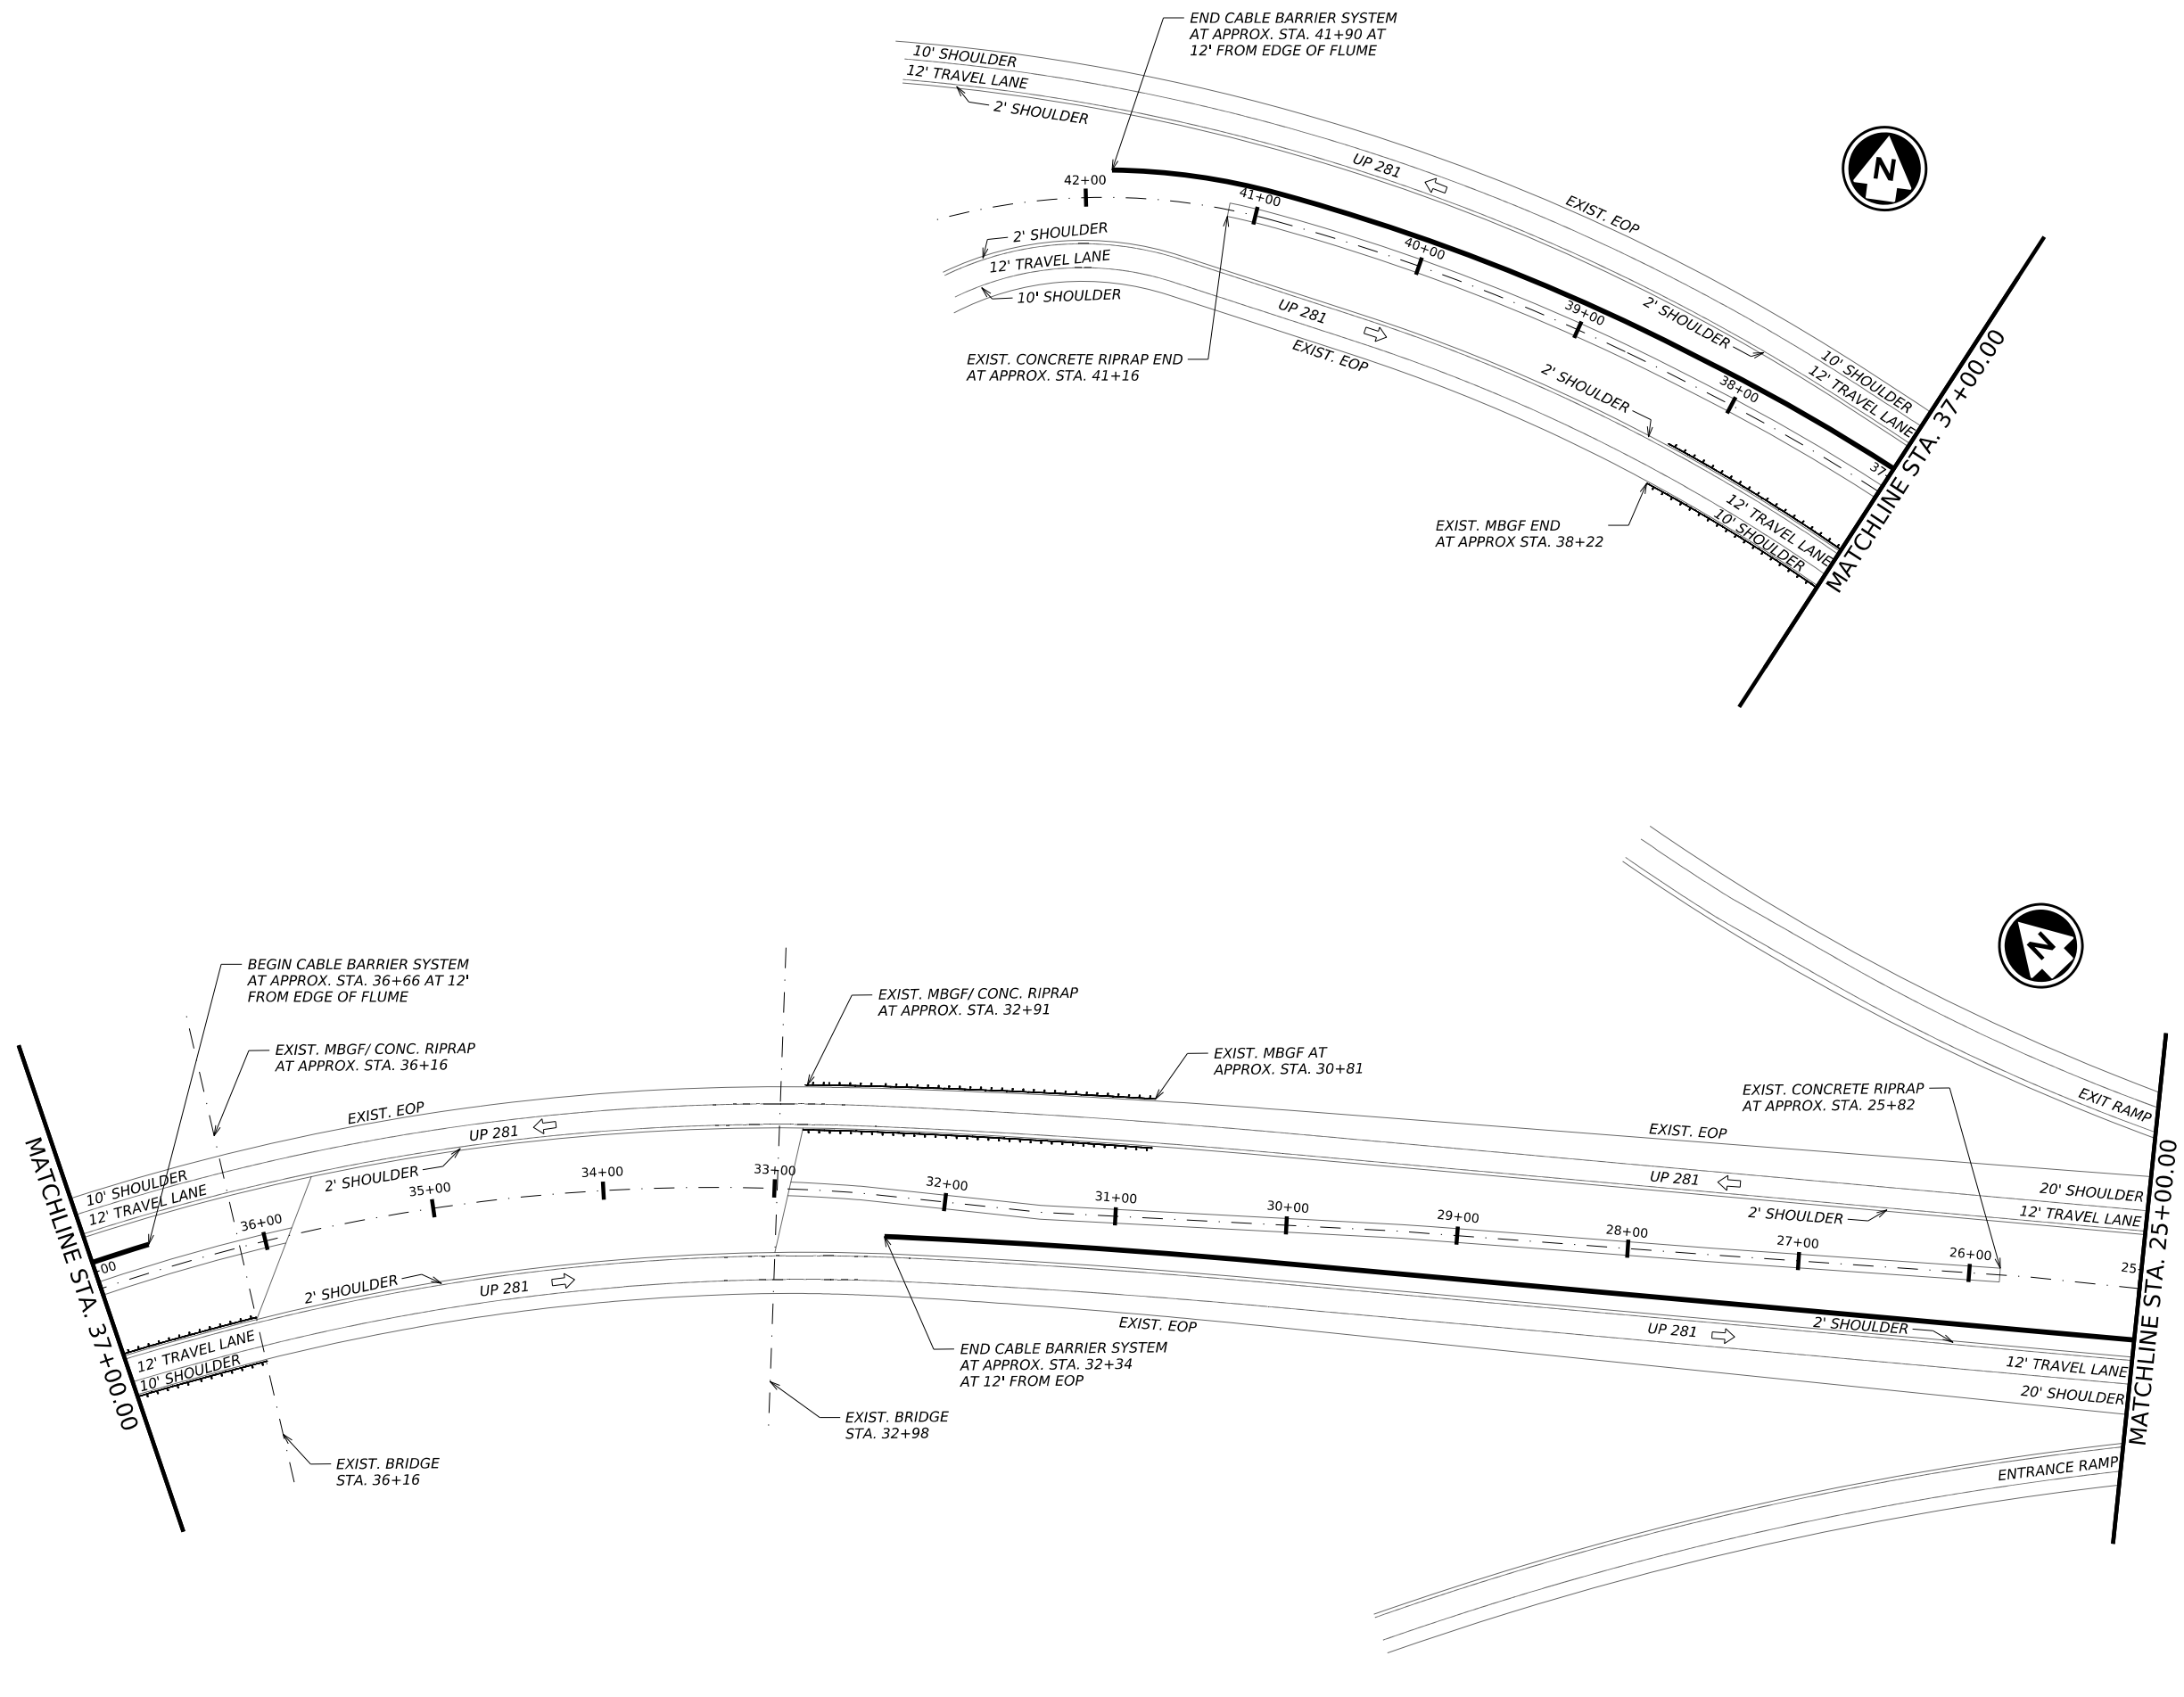 END CABLE BARRIER SYSTEM
AT APPROX. STA. 41+90 AT
12' FROM EDGE OF FLUME
10' SHOULDER
12' TRAVEL LANE
2' SHOULDER
UP 281
EXIST. EOP
N
42+00
41+00
40+00
39+00
38+00
37
2' SHOULDER
12' TRAVEL LANE
10' SHOULDER
UP 281
EXIST. EOP
2' SHOULDER
10' SHOULDER
12' TRAVEL LANE
2' SHOULDER
EXIST. CONCRETE RIPRAP END
AT APPROX. STA. 41+16
EXIST. MBGF END
AT APPROX STA. 38+22
12' TRAVEL LANE
10' SHOULDER
MATCHLINE STA. 37+00.00
N
BEGIN CABLE BARRIER SYSTEM
AT APPROX. STA. 36+66 AT 12'
FROM EDGE OF FLUME
EXIST. MBGF/ CONC. RIPRAP
AT APPROX. STA. 36+16
EXIST. MBGF/ CONC. RIPRAP
AT APPROX. STA. 32+91
EXIST. MBGF AT
APPROX. STA. 30+81
EXIST. CONCRETE RIPRAP
AT APPROX. STA. 25+82
EXIT RAMP
EXIST. EOP
UP 281
EXIST. EOP
UP 281
10' SHOULDER
12' TRAVEL LANE
2' SHOULDER
20' SHOULDER
12' TRAVEL LANE
2' SHOULDER
+00
36+00
35+00
34+00
33+00
32+00
31+00
30+00
29+00
28+00
27+00
26+00
25+
2' SHOULDER
UP 281
12' TRAVEL LANE
10' SHOULDER
EXIST. EOP
UP 281
2' SHOULDER
12' TRAVEL LANE
20' SHOULDER
END CABLE BARRIER SYSTEM
AT APPROX. STA. 32+34
AT 12' FROM EOP
EXIST. BRIDGE
STA. 32+98
EXIST. BRIDGE
STA. 36+16
ENTRANCE RAMP
MATCHLINE STA. 37+00.00
MATCHLINE STA. 25+00.00